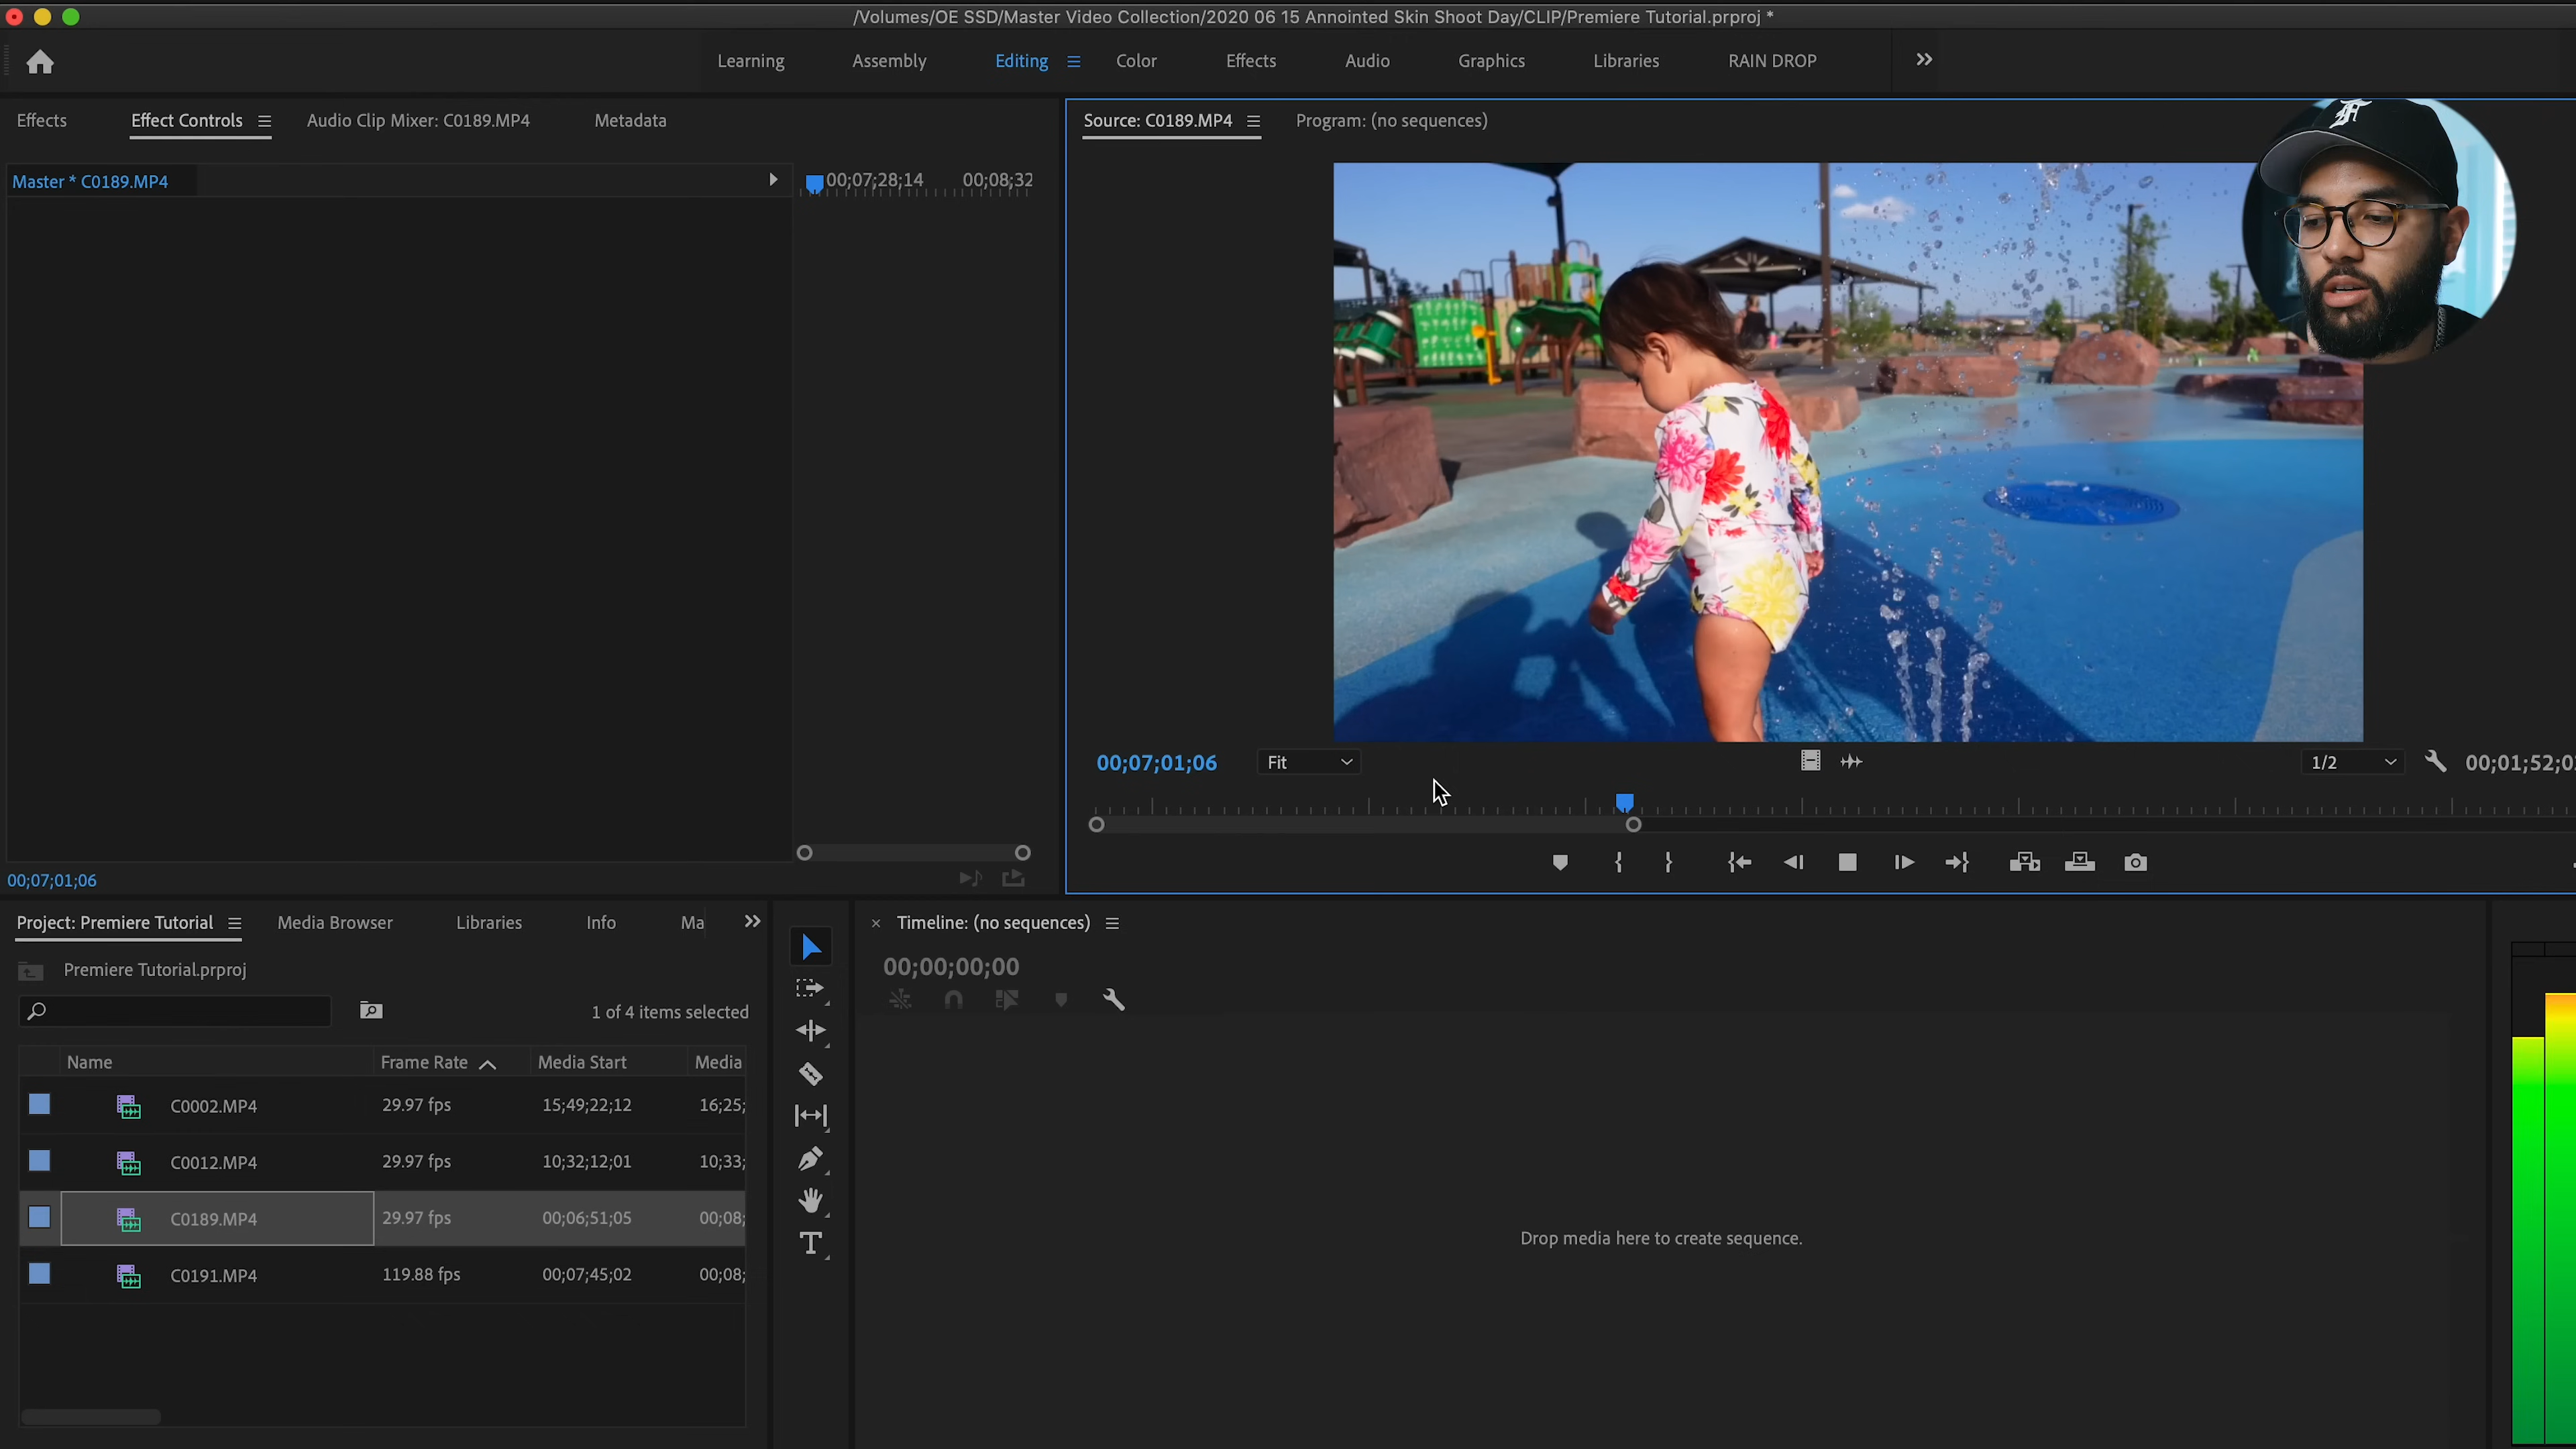 /Volumes/OE SSD/Master Video Collection/2020 06 15 Annointed Skin Shoot Day/CLIP/Premiere Tutorial.prproj *
Learning Assembly Editing Color Effects Audio Graphics Libraries RAIN DROP
Effects Effect Controls Audio Clip Mixer: C0189.MP4 Metadata
Source: C0189.MP4 Program: (no sequences)
Master * C0189.MP4
00;07;28;14 00;08;32
00;07;01;06 Fit 1/2 00;01;52;0
00;07;01;06
Project: Premiere Tutorial Media Browser Libraries Info Ma
Timeline: (no sequences)
Premiere Tutorial.prproj
00;00;00;00
1 of 4 items selected
Name Frame Rate Media Start Media
C0002.MP4 29.97 fps 15;49;22;12 16;25;
C0012.MP4 29.97 fps 10;32;12;01 10;33;
C0189.MP4 29.97 fps 00;06;51;05 00;08;
C0191.MP4 119.88 fps 00;07;45;02 00;08;
Drop media here to create sequence.